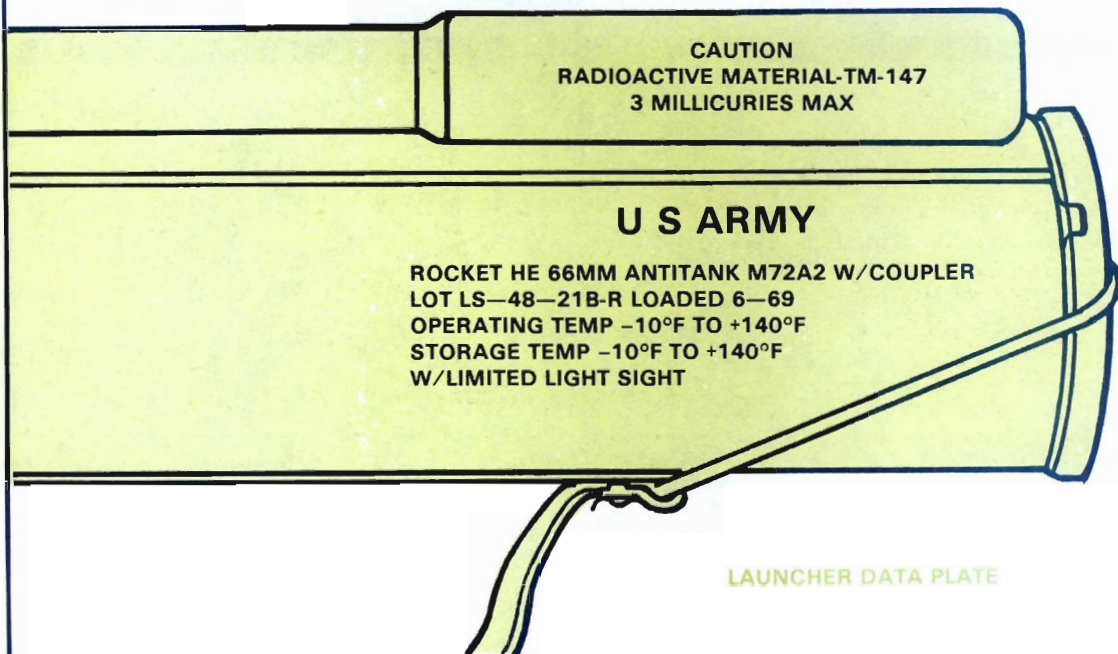 CAUTION
RADIOACTIVE MATERIAL-TM-147
3 MILLICURIES MAX
U S ARMY
ROCKET HE 66MM ANTITANK M72A2 W/COUPLER
LOT LS—48—21B-R LOADED 6—69
OPERATING TEMP -10°F TO +140°F
STORAGE TEMP -10°F TO +140°F
W/LIMITED LIGHT SIGHT
LAUNCHER DATA PLATE